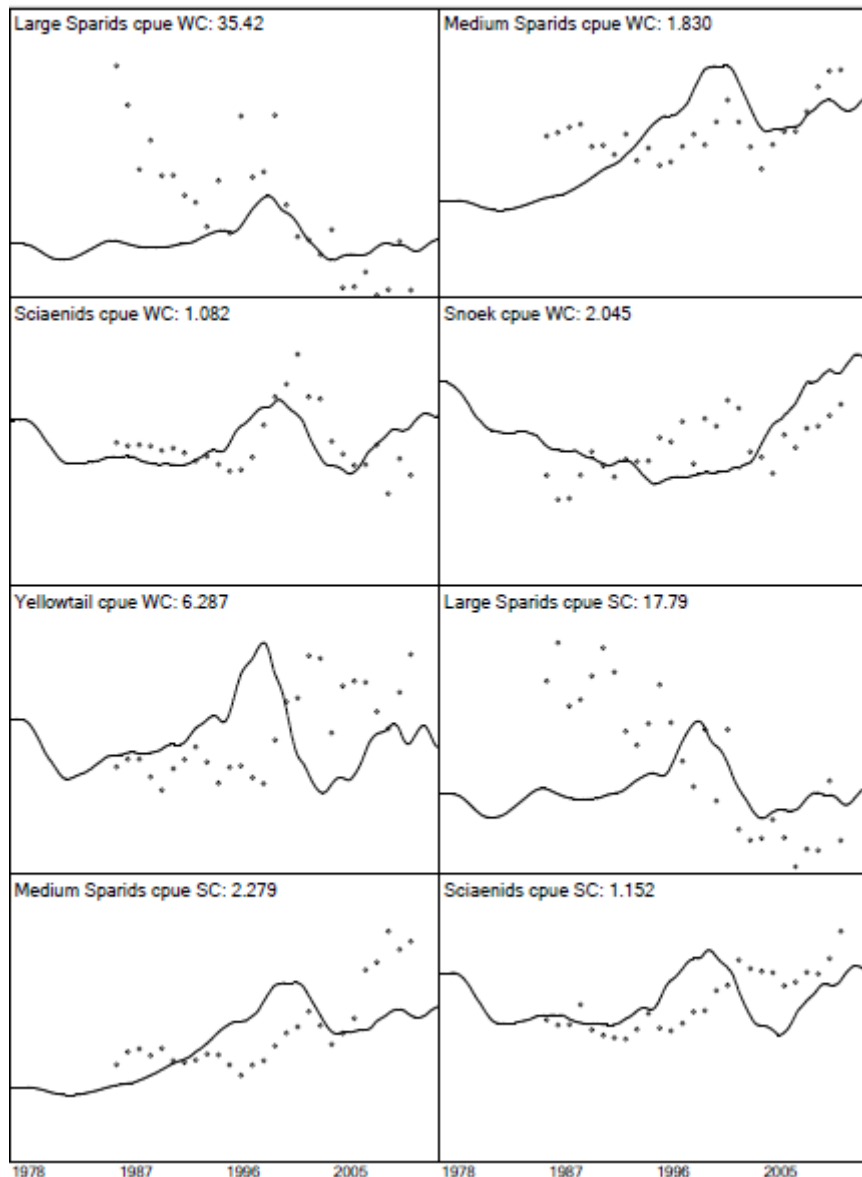 Large Sparids cpue WC: 35.42
Medium Sparids cpue WC: 1.830
Sciaenids cpue WC: 1.082
Snoek cpue WC: 2.045
Yellowtail cpue WC: 6.287
Large Sparids cpue SC: 17.79
Medium Sparids cpue SC: 2.279
Sciaenids cpue SC: 1.152
1978 1987 1996 2005 1978 1987 1996 2005